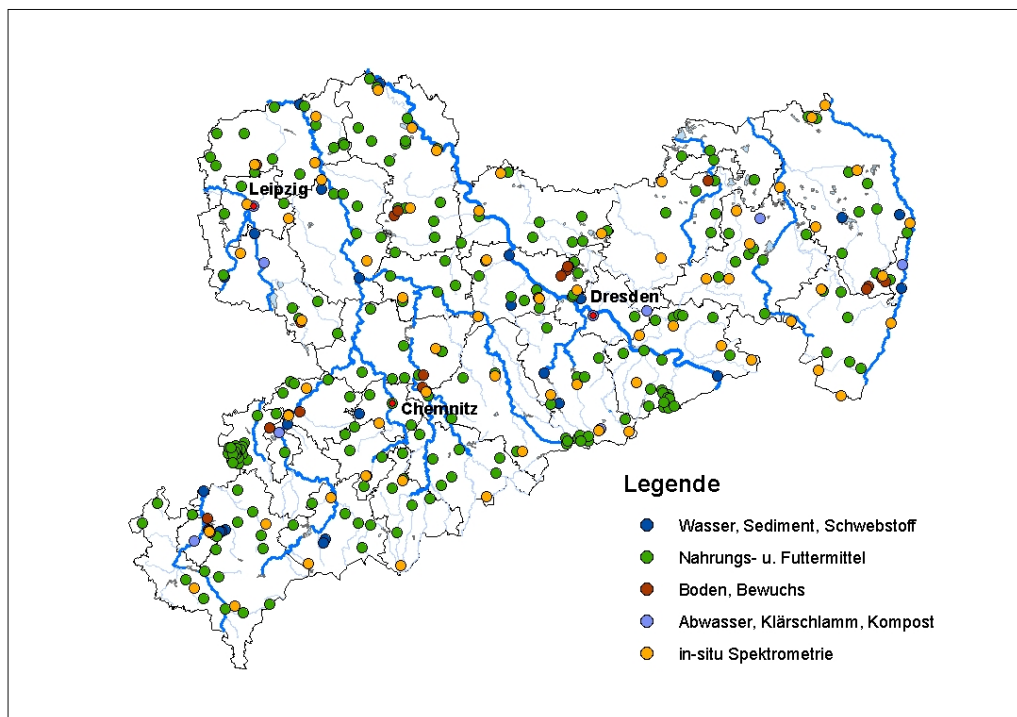 Leipzig
Dresden
Chemnitz
Legende
Wasser, Sediment, Schwebstoff
Nahrungs- u. Futtermittel
Boden, Bewuchs
Abwasser, Klärschlamm, Kompost
in-situ Spektrometrie